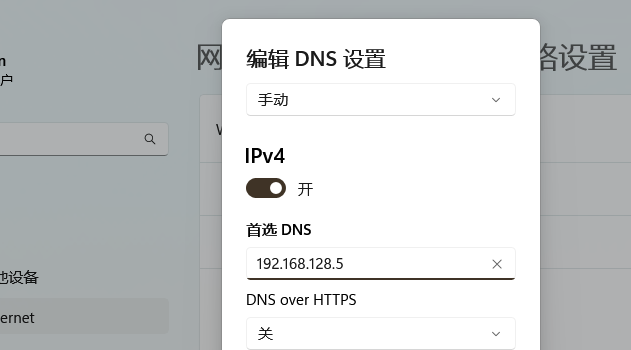 编辑 DNS 设置
手动
IPv4
开
首选 DNS
192.168.128.5
DNS over HTTPS
关
网
络设置
户
他设备
ernet